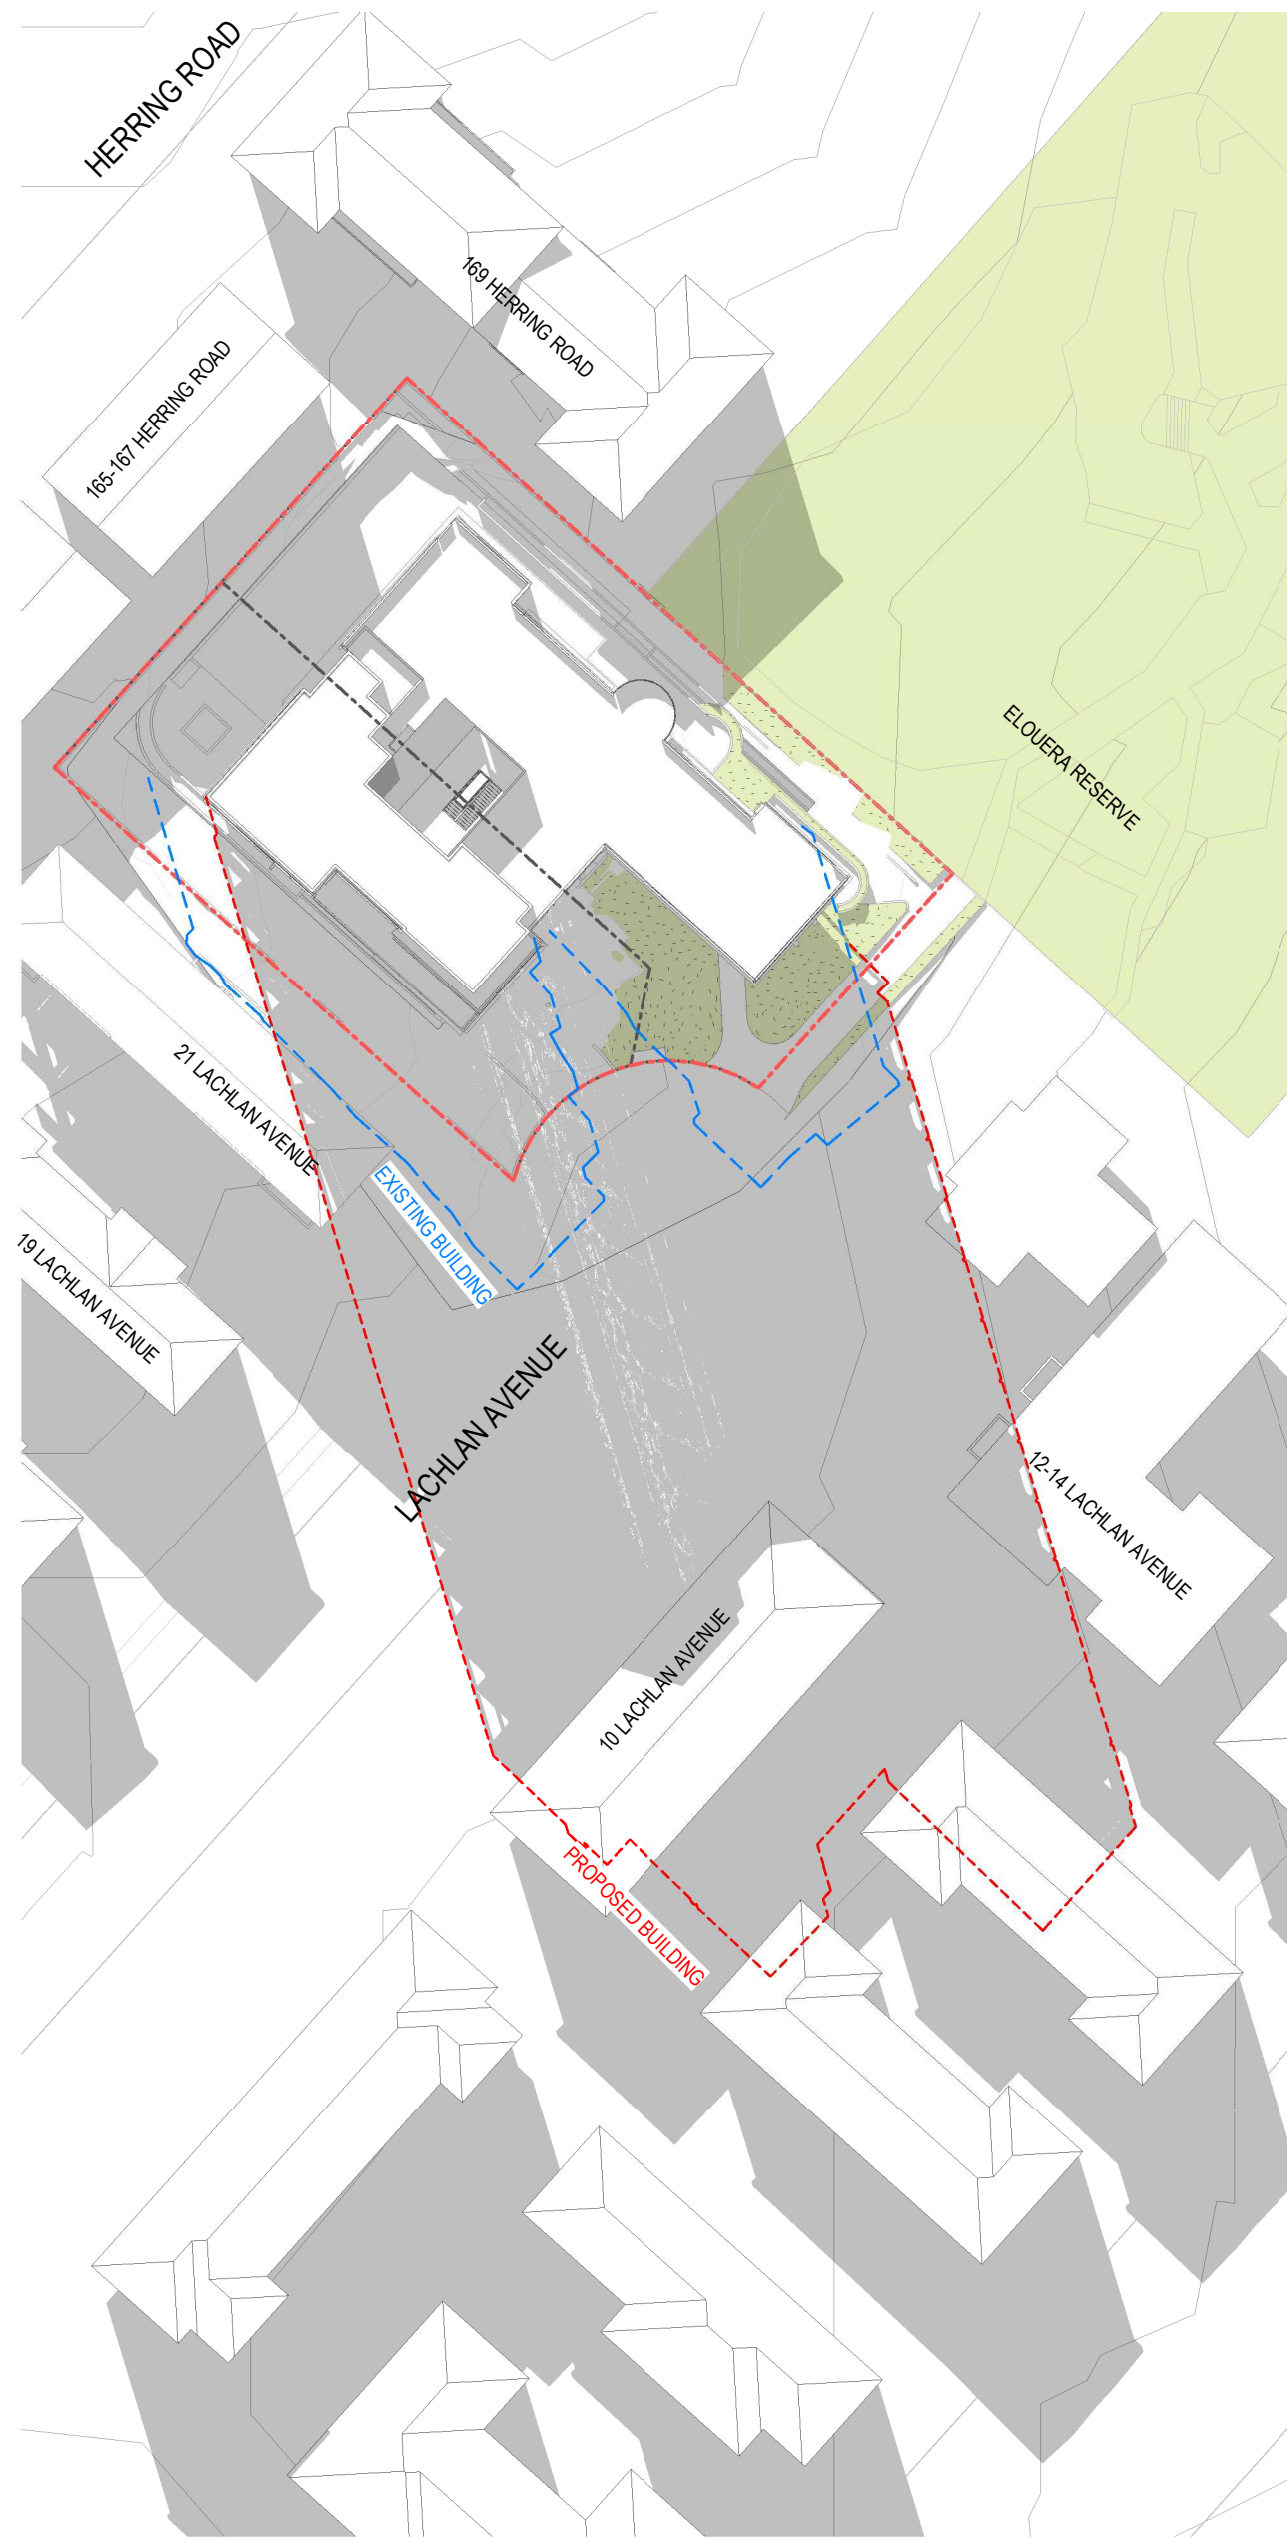 HERRING ROAD
169 HERRING ROAD
165-167 HERRING ROAD
ELOUERA RESERVE
21 LACHLAN AVENUE
EXISTING BUILDING
19 LACHLAN AVENUE
LACHLAN AVENUE
12-14 LACHLAN AVENUE
10 LACHLAN AVENUE
PROPOSED BUILDING